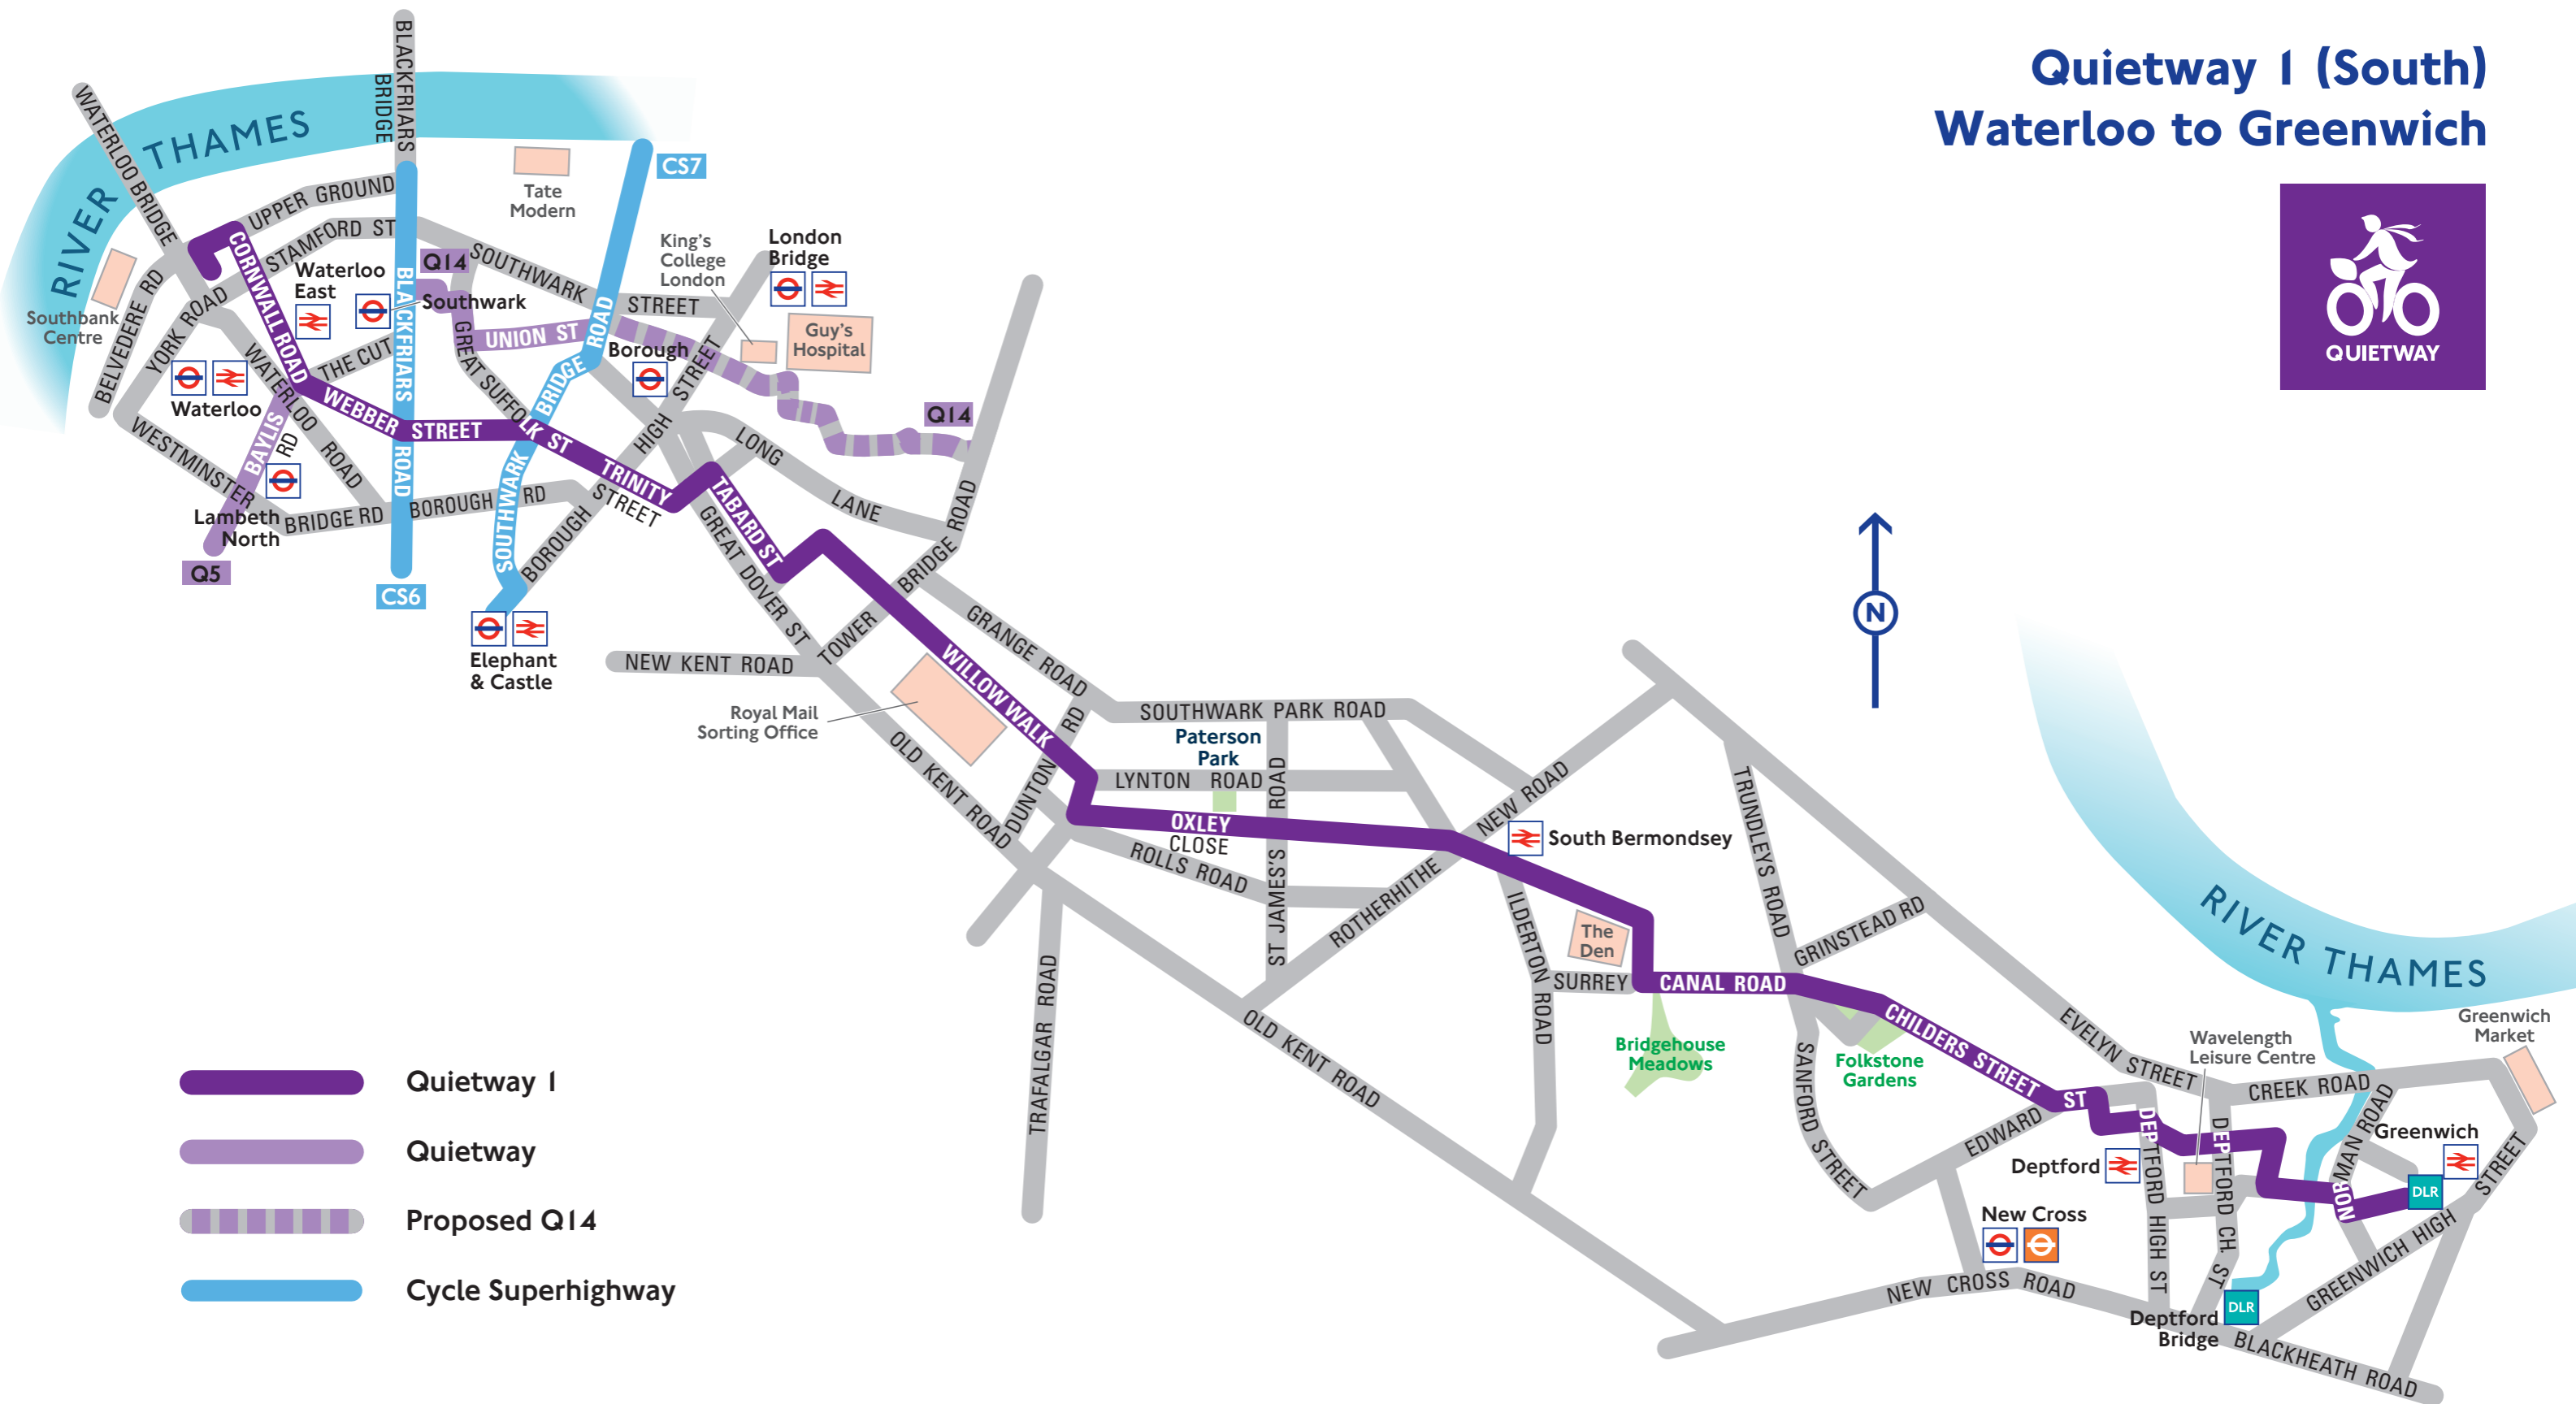 Quietway 1 (South)
Waterloo to Greenwich
QUIETWAY
BLACKFRIARS
BRIDGE
WATERLOO BRIDGE
RIVER THAMES
CS7
Tate
Modern
UPPER GROUND
STAMFORD ST
CORNWALL ROAD
Q14
SOUTHWARK
STREET
King's
College
London
London
Bridge
Waterloo
East
Southwark
BLACKFRIARS
ROAD
Southbank
Centre
BELVEDERE RD
YORK ROAD
WATERLOO
ROAD
THE CUT
GREAT SUFFOLK ST
UNION ST
Borough
Guy's
Hospital
SOUTHWARK
BRIDGE
ROAD
Waterloo
WEBBER STREET
BAYLIS
RD
WESTMINSTER
BRIDGE RD
Lambeth
North
Q5
CS6
BOROUGH RD
BOROUGH
HIGH
STREET
TRINITY
STREET
TABARD ST
LONG
LANE
Q14
GREAT DOVER ST
TOWER
BRIDGE
ROAD
Elephant
& Castle
NEW KENT ROAD
GRANGE ROAD
WILLOW WALK
Royal Mail
Sorting Office
OLD KENT ROAD
DUNTON
RD
SOUTHWARK PARK ROAD
Paterson
Park
LYNTON ROAD
OXLEY
CLOSE
ROLLS ROAD
ST JAMES'S
ROAD
ROTHERHITHE
NEW ROAD
South Bermondsey
TRUNDLEYS ROAD
N
ILDERTON ROAD
The
Den
SURREY
CANAL ROAD
GRINSTEAD RD
TRAFALGAR ROAD
OLD KENT ROAD
Bridgehouse
Meadows
SANFORD STREET
Folkstone
Gardens
CHILDERS STREET
EDWARD
ST
EVELYN STREET
RIVER THAMES
Greenwich
Market
Wavelength
Leisure Centre
CREEK ROAD
DEPTFORD HIGH ST
DEPTFORD CH. ST
NORMAN ROAD
Greenwich
Deptford
DLR
New Cross
NEW CROSS ROAD
GREENWICH HIGH
STREET
DLR
Deptford
Bridge
BLACKHEATH ROAD
Quietway 1
Quietway
Proposed Q14
Cycle Superhighway